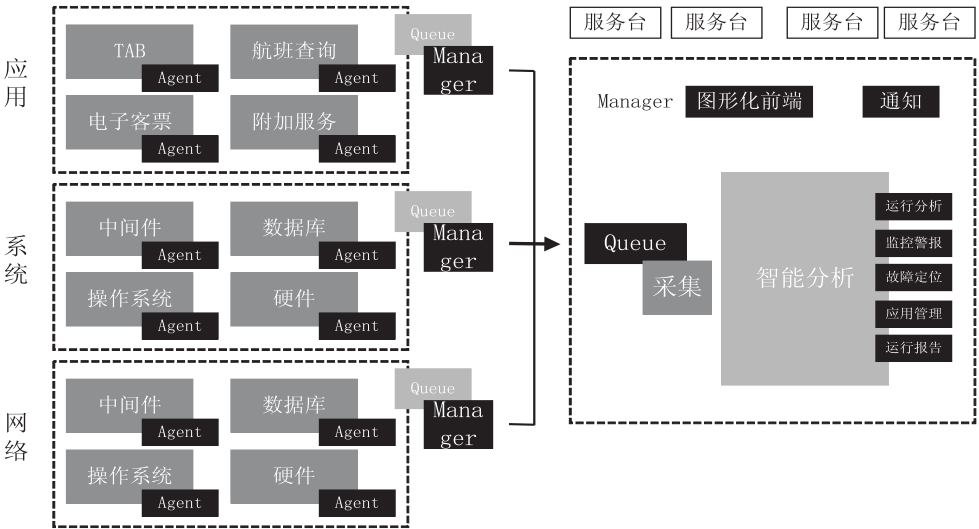 应用
TAB
Agent
航班查询
Agent
电子客票
Agent
附加服务
Agent
Queue
Mana
ger
系统
中间件
Agent
数据库
Agent
操作系统
Agent
硬件
Agent
Queue
Mana
ger
网络
中间件
Agent
数据库
Agent
操作系统
Agent
硬件
Agent
Queue
Mana
ger
服务台
服务台
服务台
服务台
Manager
图形化前端
通知
Queue
采集
智能分析
运行分析
监控警报
故障定位
应用管理
运行报告